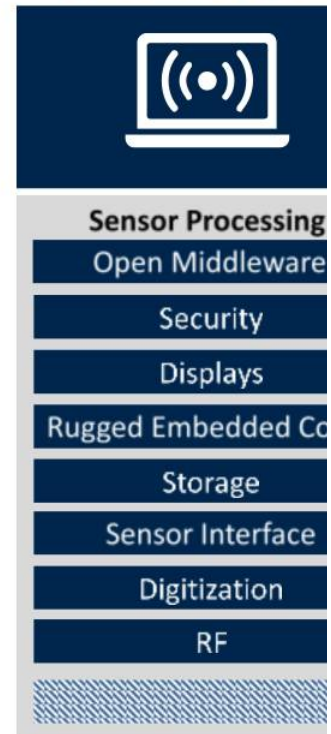 Sensor Processing
Open Middleware
Security
Displays
Rugged Embedded Co
Storage
Sensor Interface
Digitization
RF